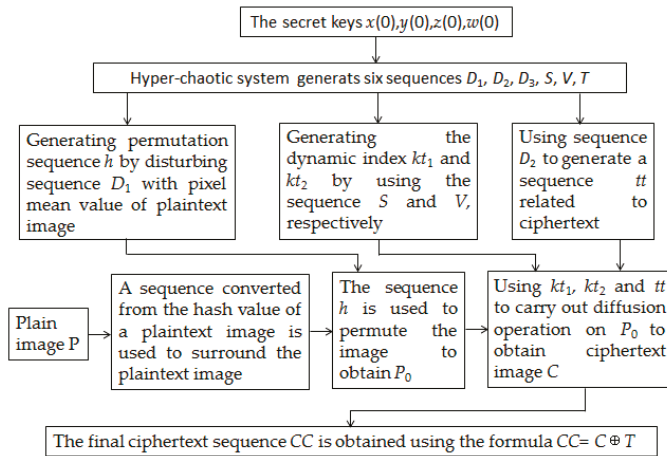 The secret keys x(0),y(0),z(0),w(0)
Hyper-chaotic system generats six sequences D₁, D₂, D₃, S, V, T
Generating permutation
sequence h by disturbing
sequence D₁ with pixel
mean value of plaintext
image
Generating the
dynamic index kt₁ and
kt₂ by using the
sequence S and V,
respectively
Using sequence
D₂ to generate a
sequence tt
related to
ciphertext
Plain
image P
A sequence converted
from the hash value of
a plaintext image is
used to surround the
plaintext image
The sequence
h is used to
permute the
image to
obtain P₀
Using kt₁, kt₂ and tt
to carry out diffusion
operation on P₀ to
obtain ciphertext
image C
The final ciphertext sequence CC is obtained using the formula CC= C ⊕ T